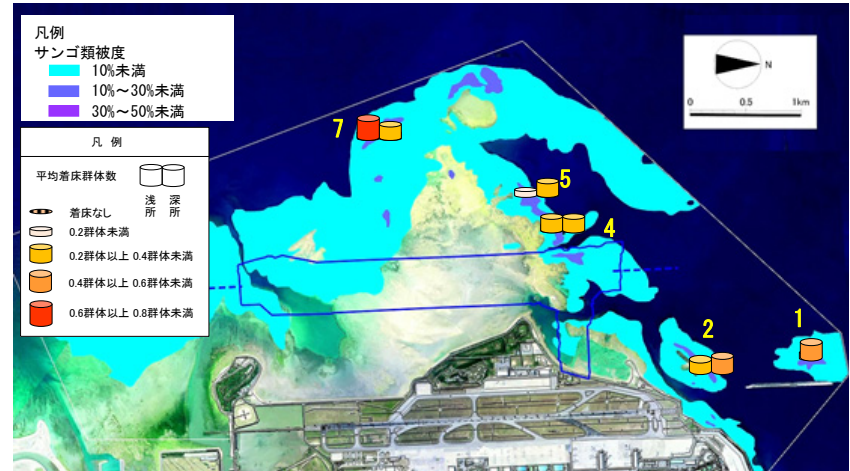 凡例
サンゴ類被度
10%未満
10%～30%未満
30%～50%未満
凡 例
平均着床群体数
浅所
深所
着床なし
0.2群体未満
0.2群体以上 0.4群体未満
0.4群体以上 0.6群体未満
0.6群体以上 0.8群体未満
N
0 0.5 1km
7
5
4
2
1